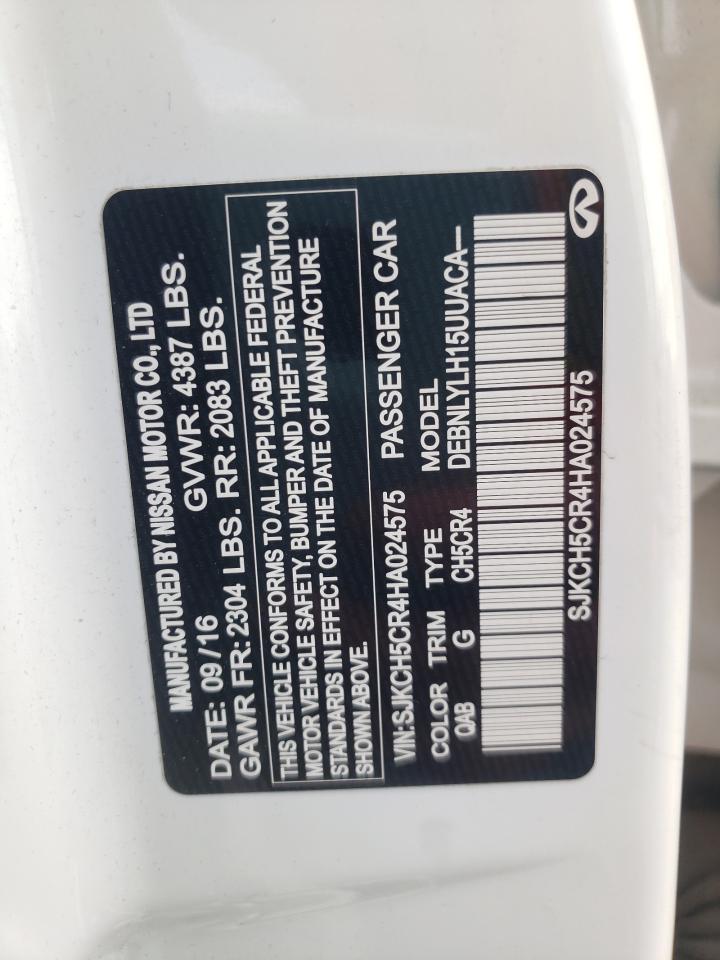 MANUFACTURED BY NISSAN MOTOR CO., LTD
DATE: 09/16 GVWR: 4387 LBS.
GAWR FR: 2304 LBS. RR: 2083 LBS.
THIS VEHICLE CONFORMS TO ALL APPLICABLE FEDERAL
MOTOR VEHICLE SAFETY, BUMPER AND THEFT PREVENTION
STANDARDS IN EFFECT ON THE DATE OF MANUFACTURE
SHOWN ABOVE.
VIN:SJKCH5CR4HA024575 PASSENGER CAR
COLOR TRIM TYPE MODEL
QAB G CH5CR4 DEBNLYLH15UUACA—
SJKCH5CR4HA024575